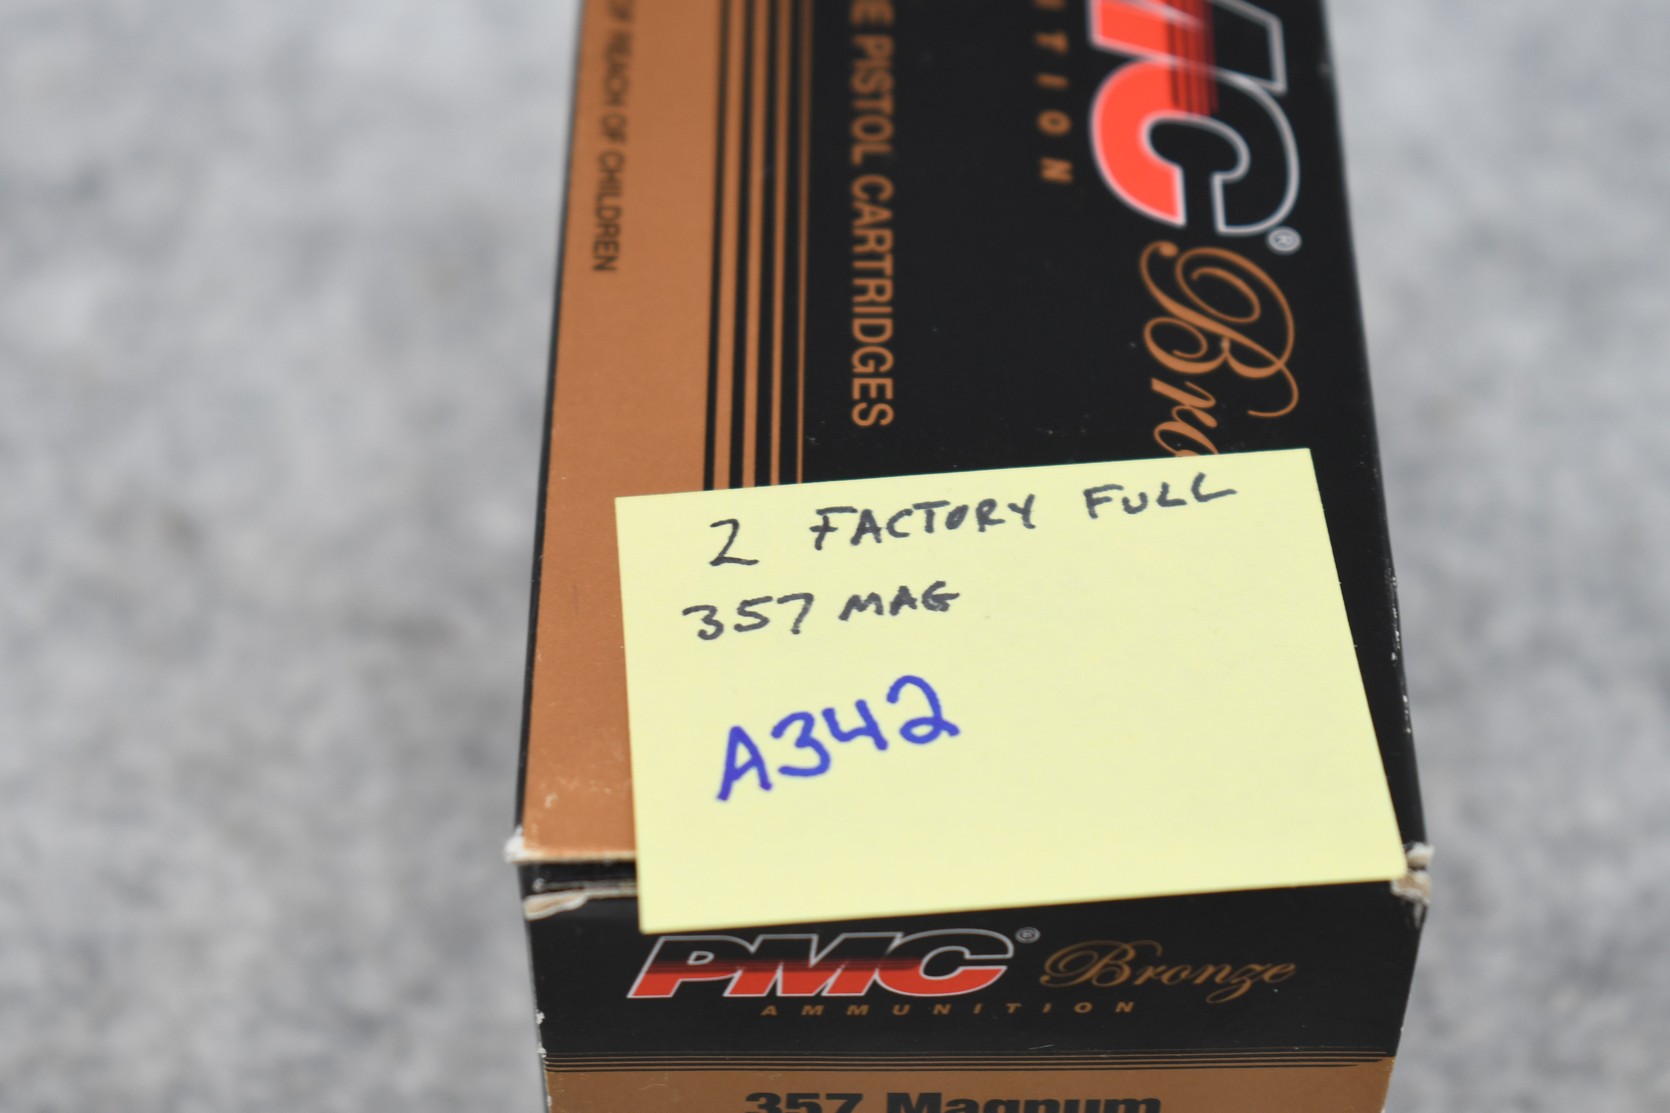 OF REACH OF CHILDREN
PISTOL CARTRIDGES
®
2 FACTORY FULL
357 MAG
A342
PMC® Bronze
AMMUNITION
357 Magnum